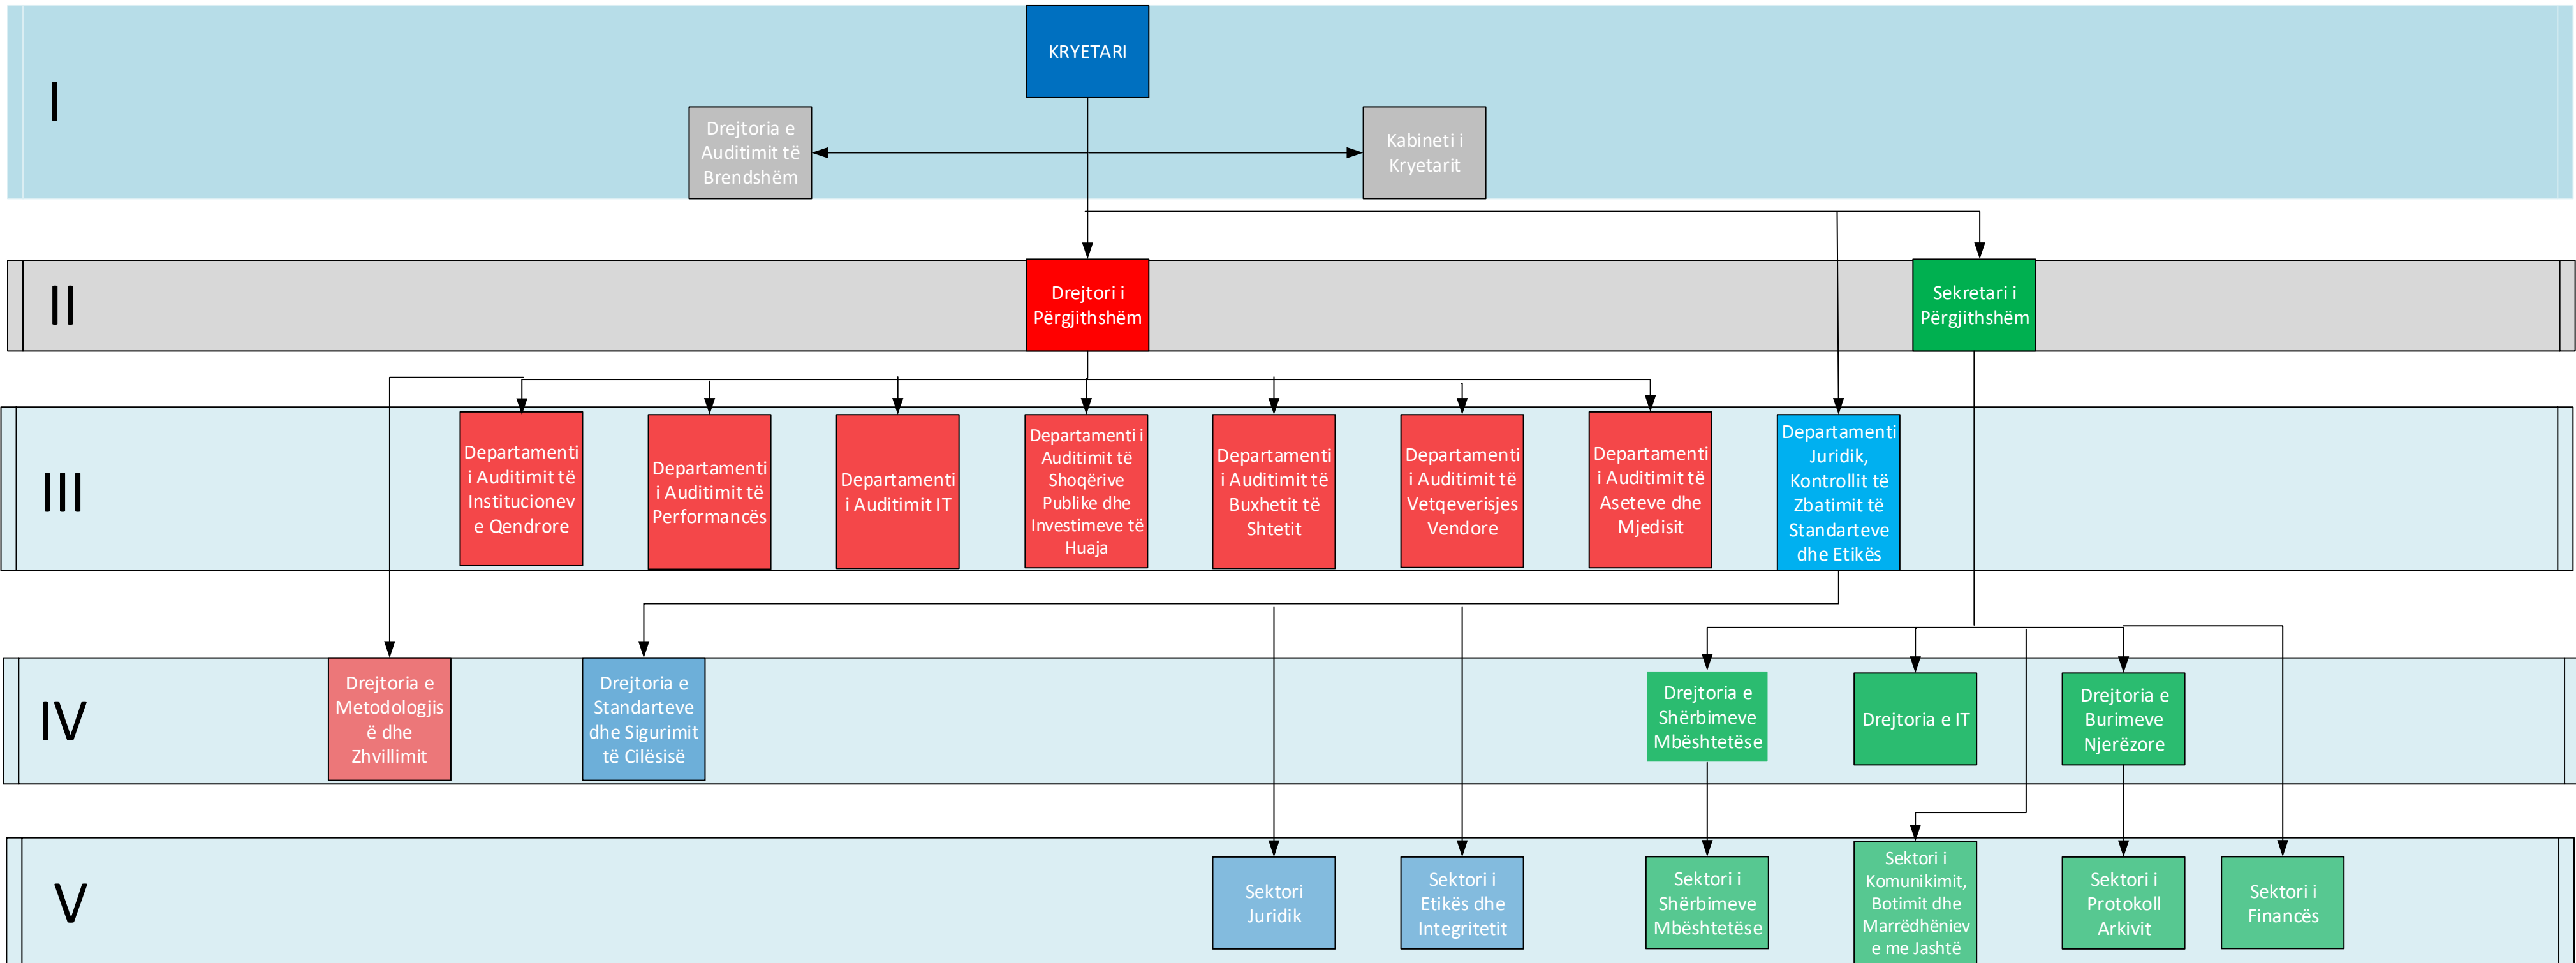 I
KRYETARI
Drejtoria e
Auditimit të
Brendshëm
Kabineti i
Kryetarit
II
Drejtori i
Përgjithshëm
Sekretari i
Përgjithshëm
III
Departamenti
i Auditimit të
Institucionev
e Qendrore
Departamenti
i Auditimit të
Performancës
Departamenti
i Auditimit IT
Departamenti i
Auditimit të
Shoqërive
Publike dhe
Investimeve të
Huaja
Departamenti
i Auditimit të
Buxhetit të
Shtetit
Departamenti
i Auditimit të
Vetqeverisjes
Vendore
Departamenti
i Auditimit të
Aseteve dhe
Mjedisit
Departamenti
Juridik,
Kontrollit të
Zbatimit të
Standarteve
dhe Etikës
IV
Drejtoria e
Metodologjis
ë dhe
Zhvillimit
Drejtoria e
Standarteve
dhe Sigurimit
të Cilësisë
Drejtoria e
Shërbimeve
Mbështetëse
Drejtoria e IT
Drejtoria e
Burimeve
Njerëzore
V
Sektori
Juridik
Sektori i
Etikës dhe
Integritetit
Sektori i
Shërbimeve
Mbështetëse
Sektori i
Komunikimit,
Botimit dhe
Marrëdhëniev
e me Jashtë
Sektori i
Protokoll
Arkivit
Sektori i
Financës